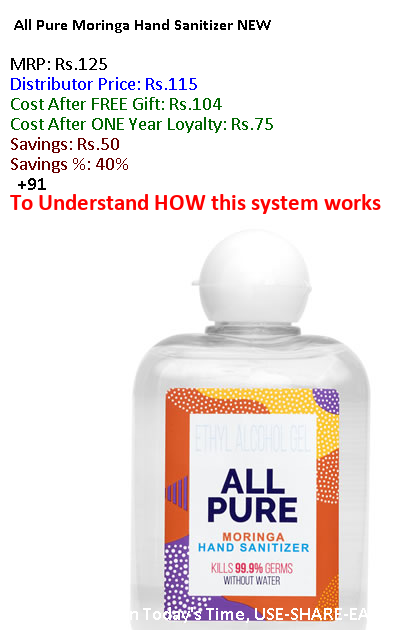 All Pure Moringa Hand Sanitizer NEW
MRP: Rs.125
Distributor Price: Rs.115
Cost After FREE Gift: Rs.104
Cost After ONE Year Loyalty: Rs.75
Savings: Rs.50
Savings %: 40%
+91
To Understand HOW this system works
ETHYL ALCOHOL GEL
ALL
PURE
MORINGA
HAND SANITIZER
KILLS 99.9% GERMS
WITHOUT WATER
n Today's Time, USE-SHARE-EA